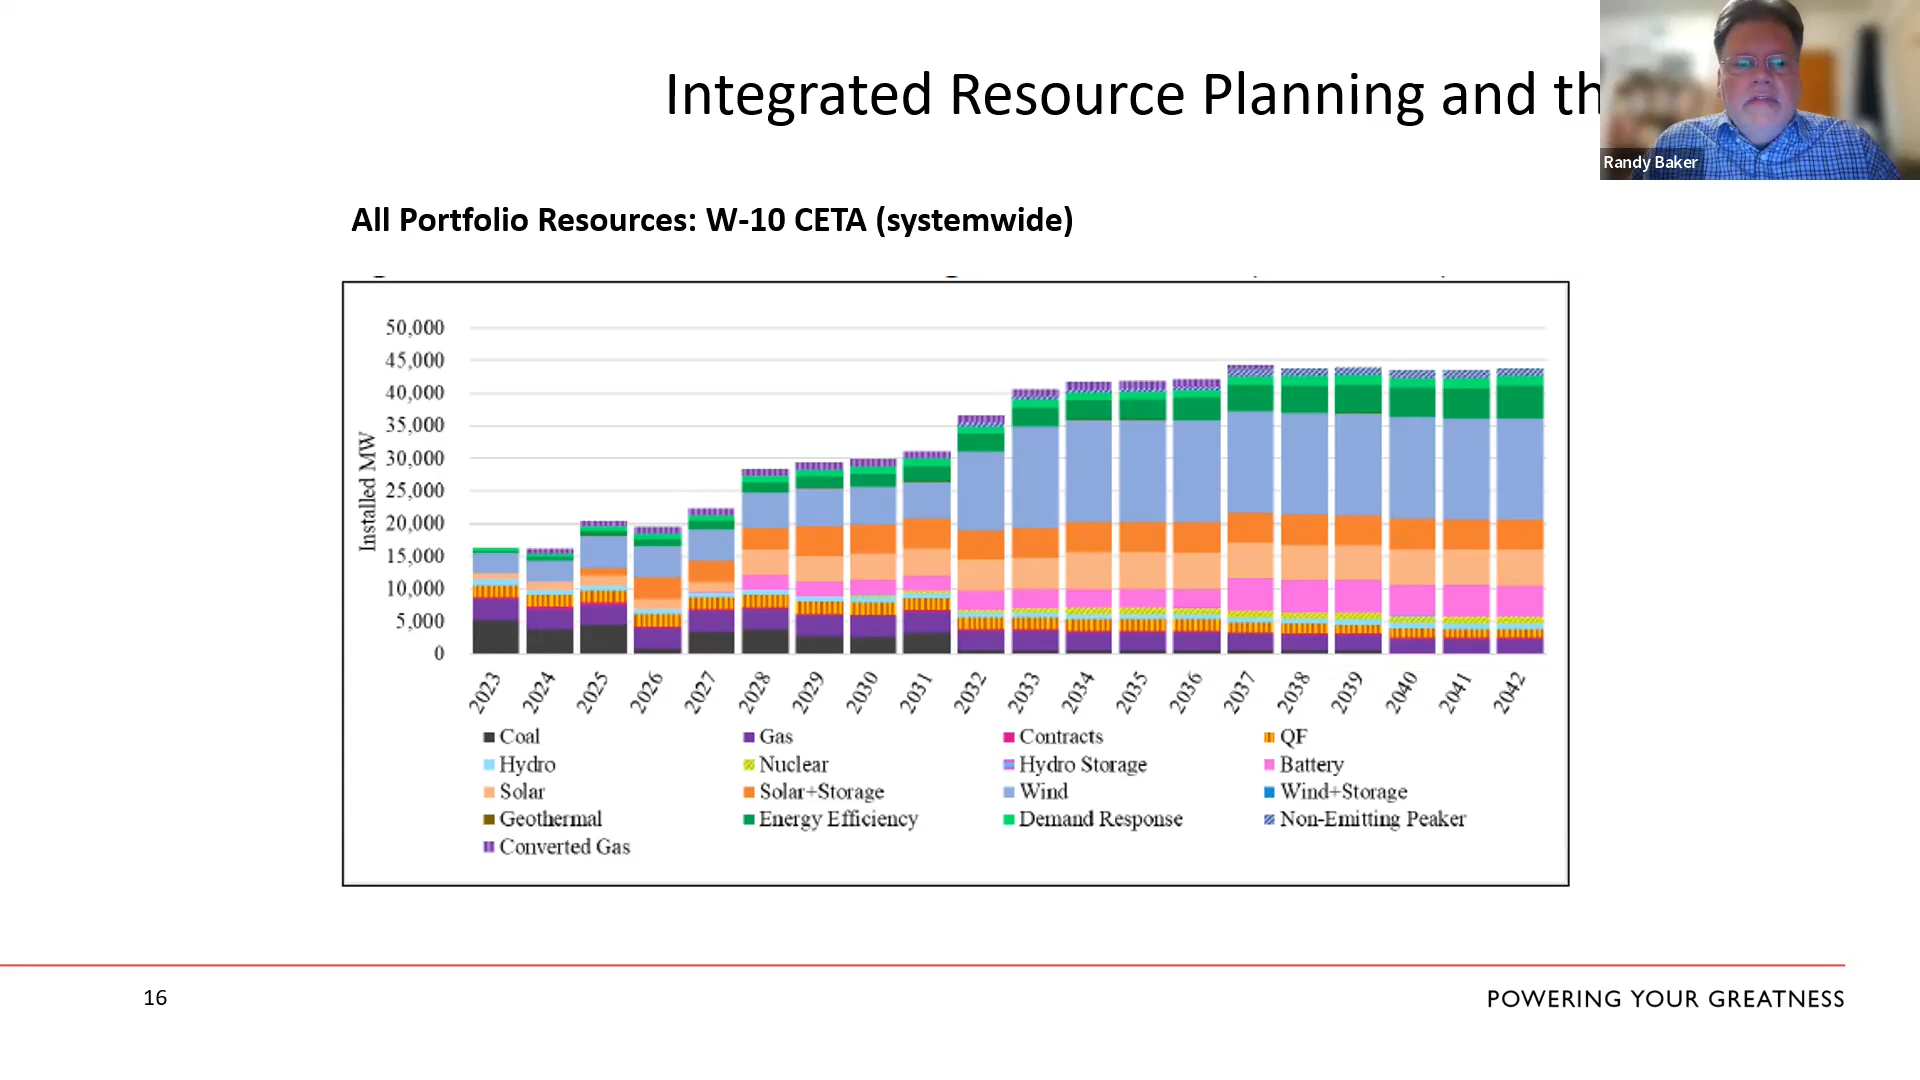 Integrated Resource Planning and th
Randy Baker
All Portfolio Resources: W-10 CETA (systemwide)
50,000
45,000
40,000
35,000
30,000
25,000
20,000
15,000
10,000
5,000
0
Installed MW
2023 2024 2025 2026 2027 2028 2029 2030 2031 2032 2033 2034 2035 2036 2037 2038 2039 2040 2041 2042
Coal Gas Contracts QF
Hydro Nuclear Hydro Storage Battery
Solar Solar+Storage Wind Wind+Storage
Geothermal Energy Efficiency Demand Response Non-Emitting Peaker
Converted Gas
16
POWERING YOUR GREATNESS